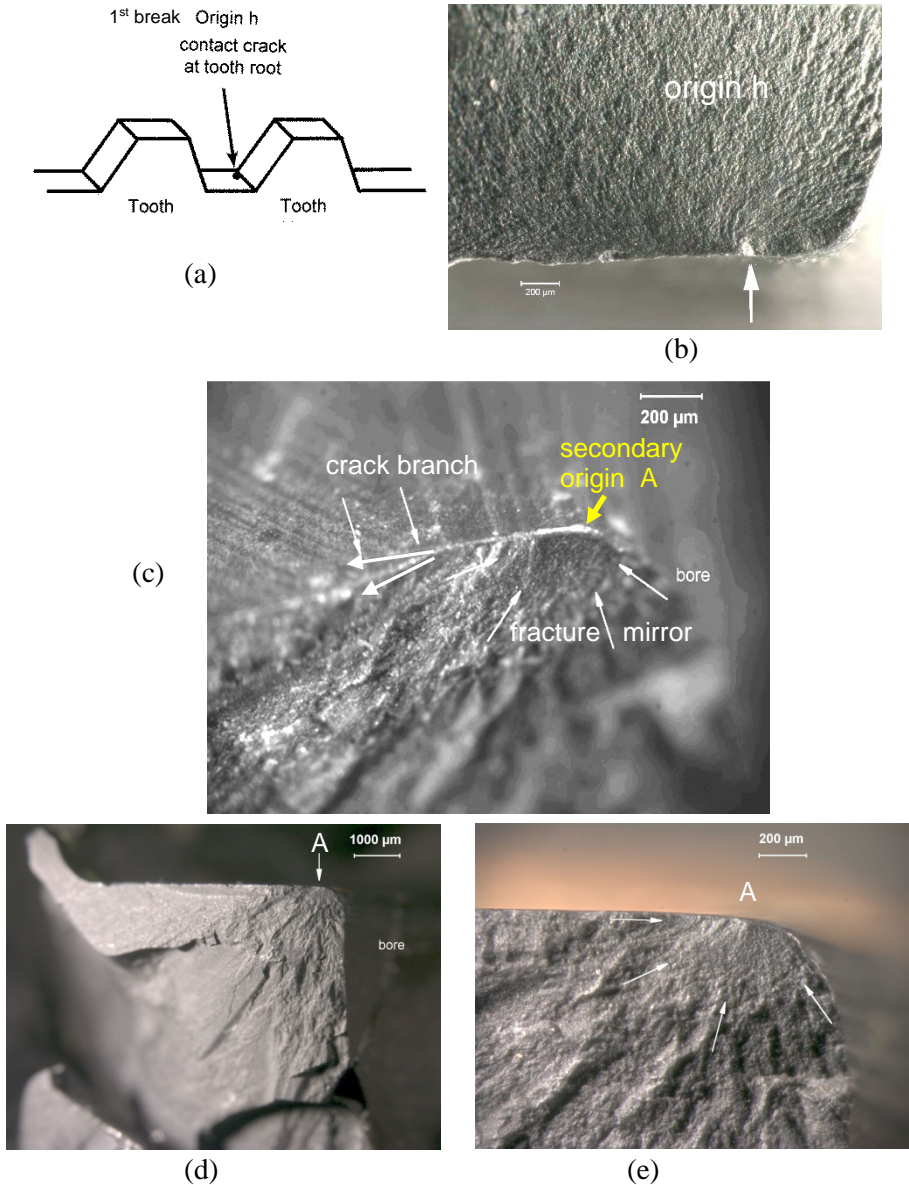 1st break Origin h
contact crack
at tooth root
Tooth
Tooth
(a)
origin h
200 µm
(b)
200 µm
secondary
origin A
crack branch
bore
fracture mirror
(c)
A
1000 µm
bore
(d)
200 µm
A
(e)